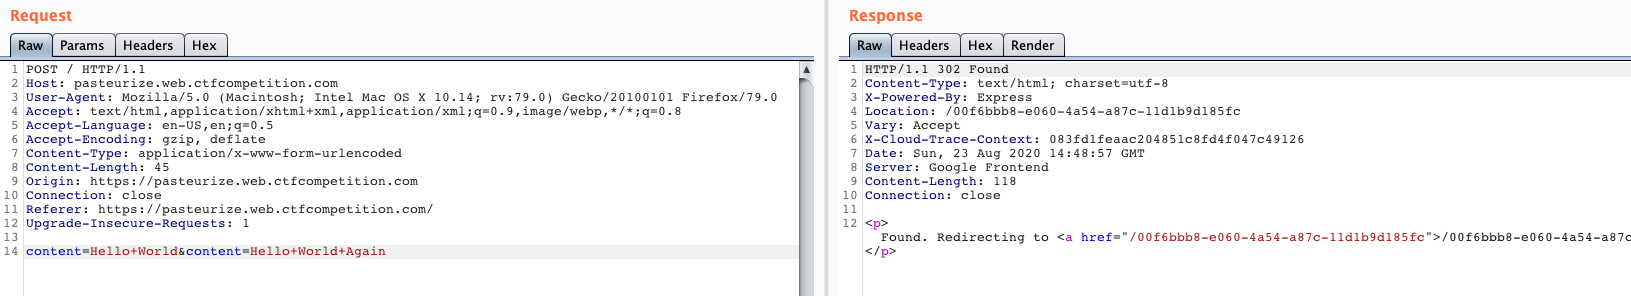 Request
Raw Params Headers Hex
1 POST / HTTP/1.1
2 Host: pasteurize.web.ctfcompetition.com
3 User-Agent: Mozilla/5.0 (Macintosh; Intel Mac OS X 10.14; rv:79.0) Gecko/20100101 Firefox/79.0
4 Accept: text/html,application/xhtml+xml,application/xml;q=0.9,image/webp,*/*;q=0.8
5 Accept-Language: en-US,en;q=0.5
6 Accept-Encoding: gzip, deflate
7 Content-Type: application/x-www-form-urlencoded
8 Content-Length: 45
9 Origin: https://pasteurize.web.ctfcompetition.com
10 Connection: close
11 Referer: https://pasteurize.web.ctfcompetition.com/
12 Upgrade-Insecure-Requests: 1
13
14 content=Hello+World&content=Hello+World+Again
Response
Raw Headers Hex Render
1 HTTP/1.1 302 Found
2 Content-Type: text/html; charset=utf-8
3 X-Powered-By: Express
4 Location: /00f6bbb8-e060-4a54-a87c-11d1b9d185fc
5 Vary: Accept
6 X-Cloud-Trace-Context: 083fd1feaac204851c8fd4f047c49126
7 Date: Sun, 23 Aug 2020 14:48:57 GMT
8 Server: Google Frontend
9 Content-Length: 118
10 Connection: close
11
12 <p>
Found. Redirecting to <a href="/00f6bbb8-e060-4a54-a87c-11d1b9d185fc">/00f6bbb8-e060-4a54-a87c
</p>